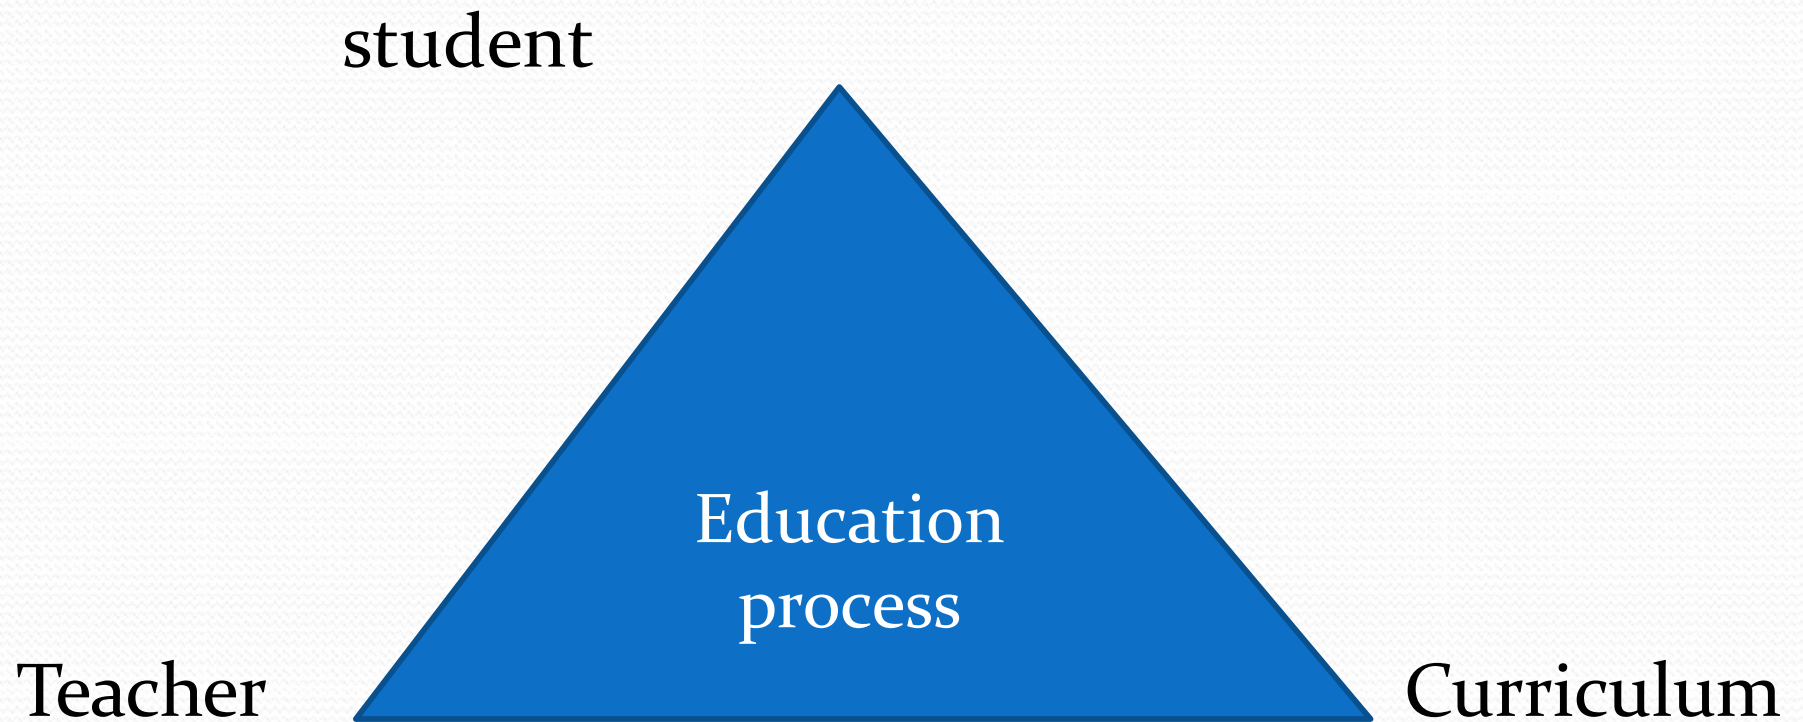 student
Education
process
Teacher
Curriculum